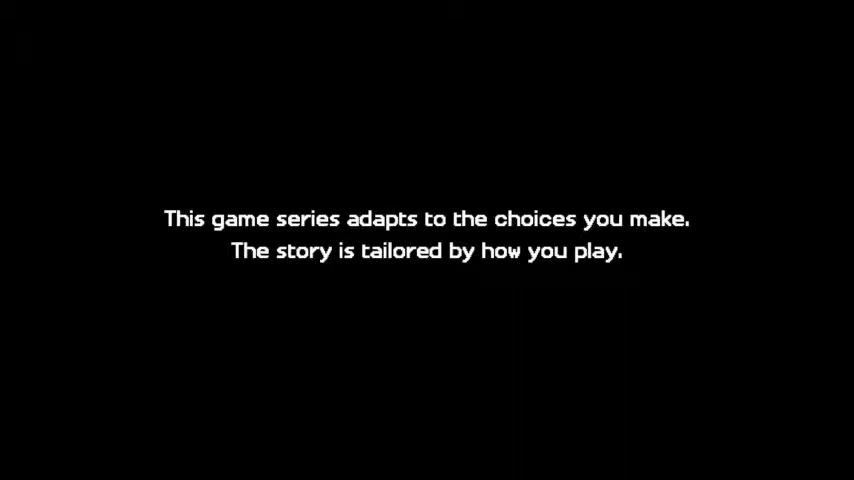 This game series adapts to the choices you make.
The story is tailored by how you play.